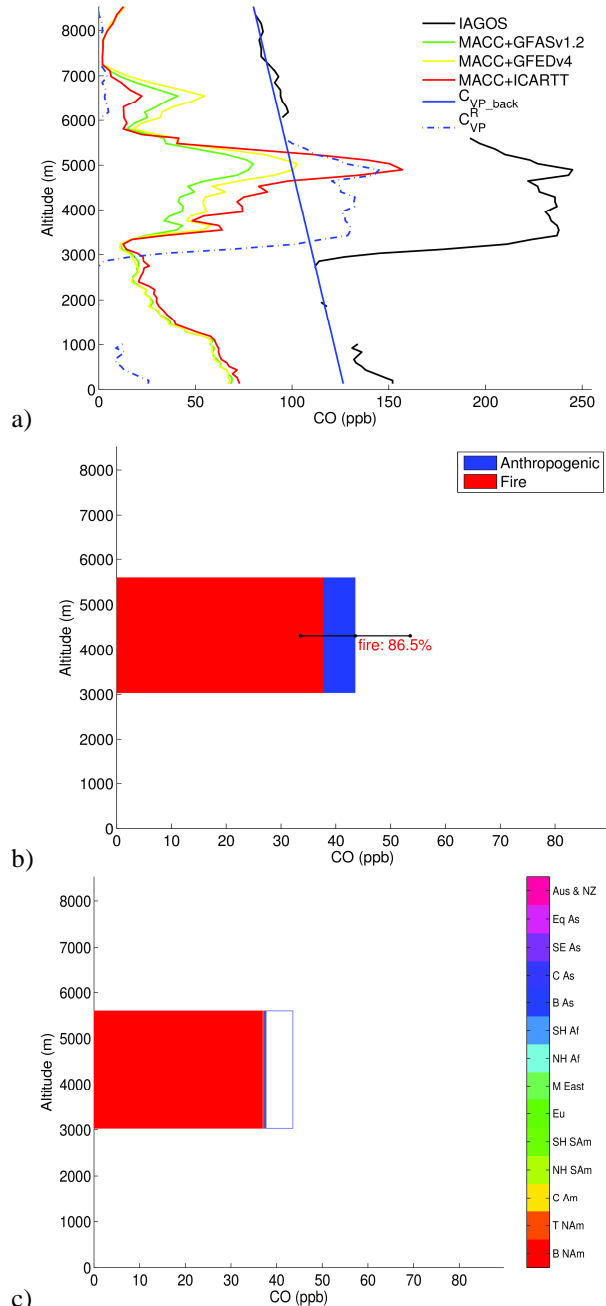 8000
7000
6000
5000
4000
3000
2000
1000
0
Altitude (m)
0 50 100 150 200 250
CO (ppb)
IAGOS
MACC+GFASv1.2
MACC+GFEDv4
MACC+ICARTT
C_VP_back
C^R_VP
a)
8000
7000
6000
5000
4000
3000
2000
1000
0
Altitude (m)
0 10 20 30 40 50 60 70 80
CO (ppb)
Anthropogenic
Fire
fire: 86.5%
b)
8000
7000
6000
5000
4000
3000
2000
1000
0
Altitude (m)
0 10 20 30 40 50 60 70 80
CO (ppb)
Aus & NZ
Eq As
SE As
C As
B As
SH Af
NH Af
M East
Eu
SH SAm
NH SAm
C Am
T NAm
B NAm
c)